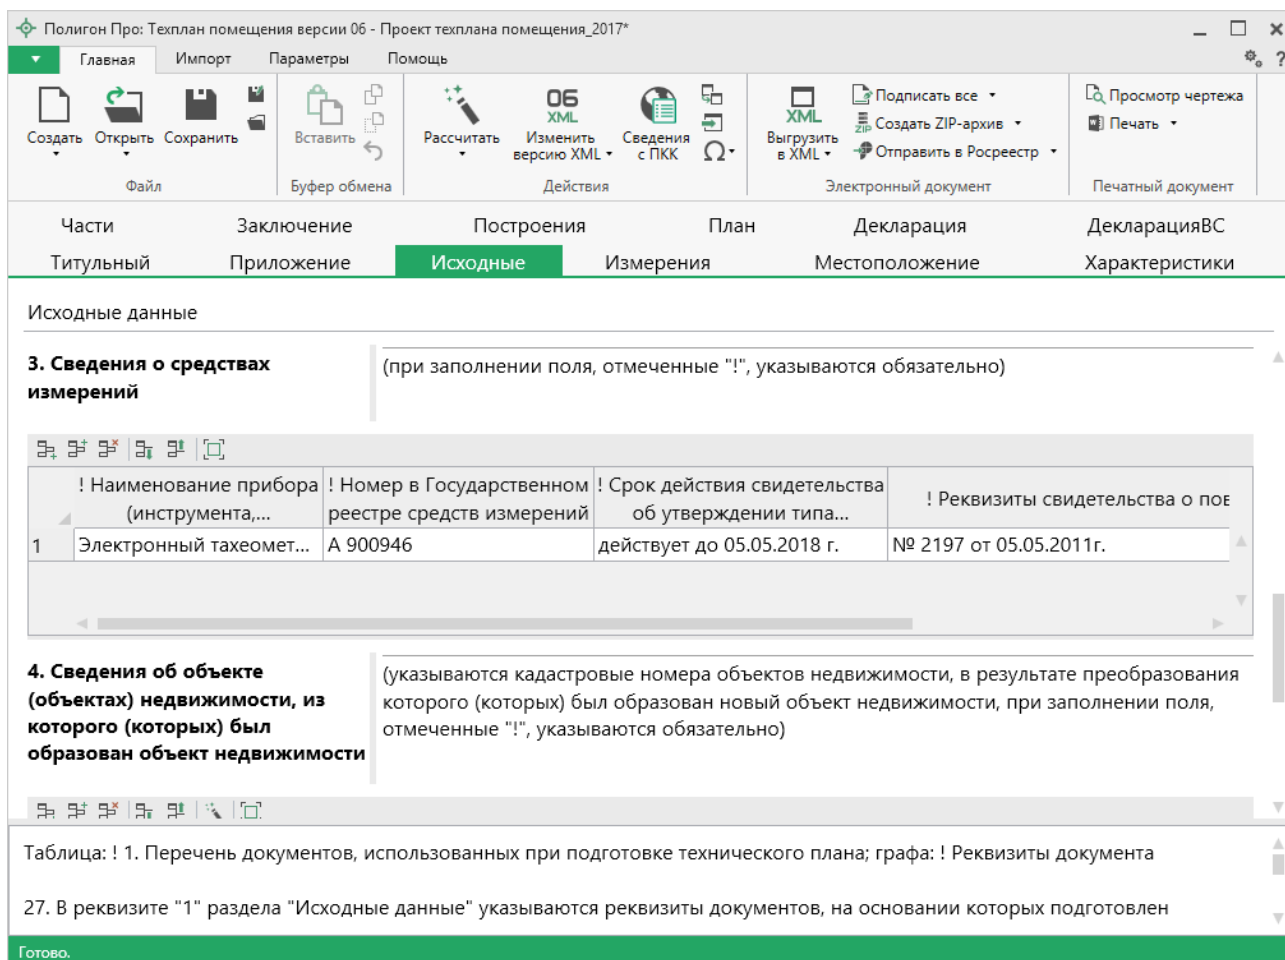 Полигон Про: Техплан помещения версии 06 - Проект техплана помещения_2017*
Главная Импорт Параметры Помощь
?
Создать Открыть Сохранить
Файл
Вставить
Буфер обмена
Рассчитать
06 XML
Изменить
версию XML
Сведения
с ПКК
Ω
Действия
XML
Выгрузить
в XML
Подписать все
ZIP Создать ZIP-архив
Отправить в Росреестр
Электронный документ
Просмотр чертежа
Печать
Печатный документ
Части Заключение Построения План Декларация ДекларацияВС
Титульный Приложение Исходные Измерения Местоположение Характеристики
Исходные данные
3. Сведения о средствах
измерений
(при заполнении поля, отмеченные "!", указываются обязательно)
! Наименование прибора
(инструмента,...
! Номер в Государственном
реестре средств измерений
! Срок действия свидетельства
об утверждении типа...
! Реквизиты свидетельства о пов
1 Электронный тахеомет... А 900946 действует до 05.05.2018 г. № 2197 от 05.05.2011г.
4. Сведения об объекте
(объектах) недвижимости, из
которого (которых) был
образован объект недвижимости
(указываются кадастровые номера объектов недвижимости, в результате преобразования
которого (которых) был образован новый объект недвижимости, при заполнении поля,
отмеченные "!", указываются обязательно)
Таблица: ! 1. Перечень документов, использованных при подготовке технического плана; графа: ! Реквизиты документа
27. В реквизите "1" раздела "Исходные данные" указываются реквизиты документов, на основании которых подготовлен
Готово.